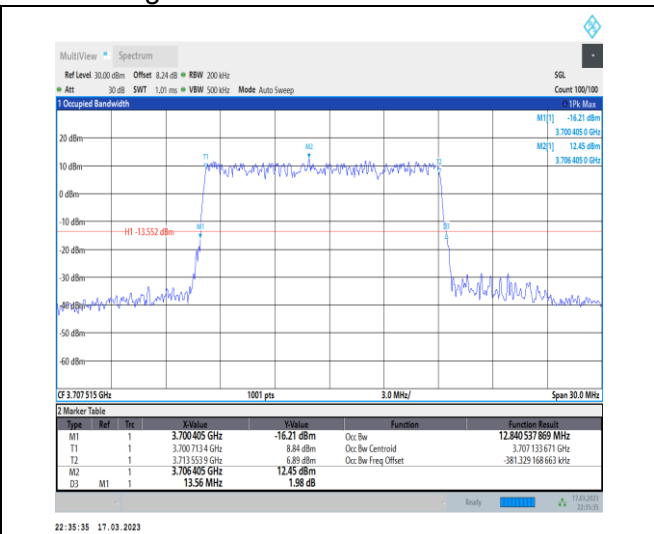 MultiView Spectrum
Ref Level 30.00 dBm Offset 8.24 dB RBW 200 kHz SGL
Att 30 dB SWT 1.01 ms VBW 500 kHz Mode Auto Sweep Count 100/100
1 Occupied Bandwidth 1Pk Max
M1[1] -16.21 dBm
3.700 405 0 GHz
M2[1] 12.45 dBm
3.706 405 0 GHz
20 dBm
M2
T1 T2
10 dBm
0 dBm
-10 dBm
M1 D3
H1 -13.552 dBm
-20 dBm
-30 dBm
-40 dBm
-50 dBm
-60 dBm
CF 3.707 515 GHz 1001 pts 3.0 MHz/ Span 30.0 MHz
2 Marker Table
Type Ref Trc X-Value Y-Value Function Function Result
M1 1 3.700 405 GHz -16.21 dBm Occ Bw 12.840 537 869 MHz
T1 1 3.700 713 4 GHz 8.84 dBm Occ Bw Centroid 3.707 133 671 GHz
T2 1 3.713 553 9 GHz 6.89 dBm Occ Bw Freq Offset -381.329 168 663 kHz
M2 1 3.706 405 GHz 12.45 dBm
D3 M1 1 13.56 MHz 1.98 dB
Ready 17.03.2023
22:35:35
22:35:35 17.03.2023